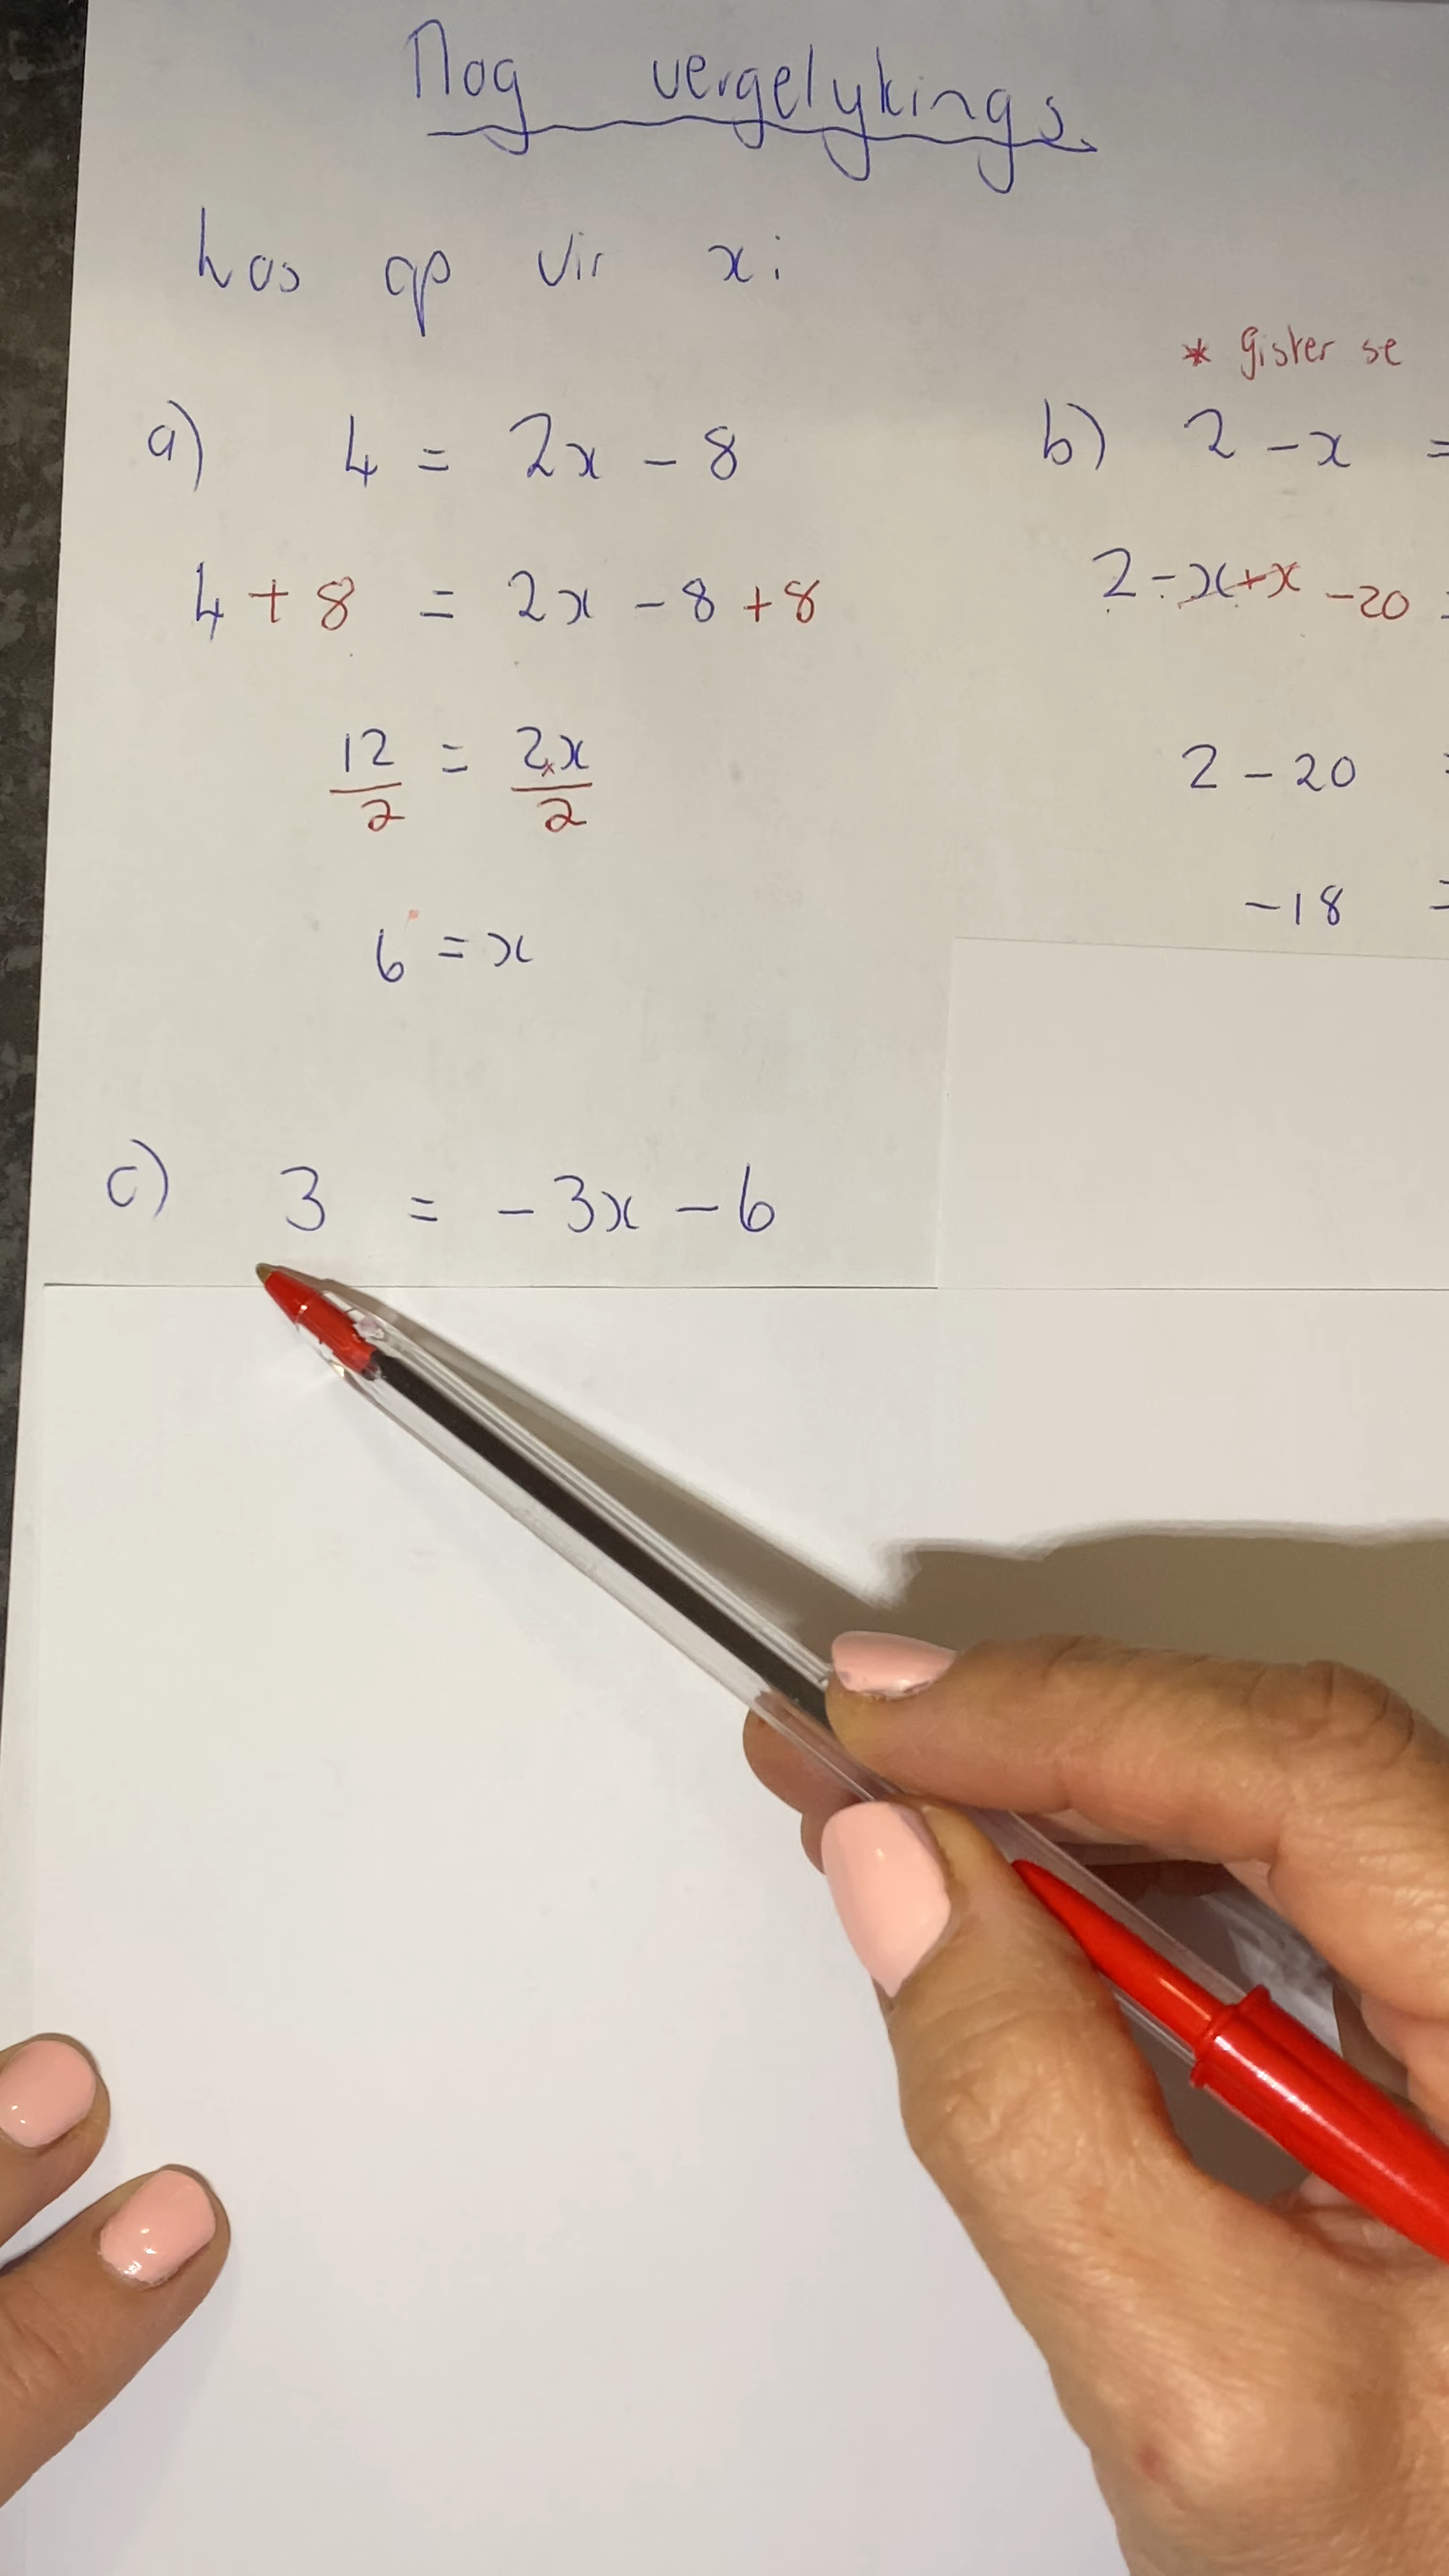 Nog vergelykings
Los op vir x:
a) 4 = 2x - 8
4 + 8 = 2x - 8 + 8
12/2 = 2×x/2
6 = x
* gister se
b) 2 - x =
2 - x + x - 20 =
2 - 20 =
-18 =
c) 3 = -3x - 6